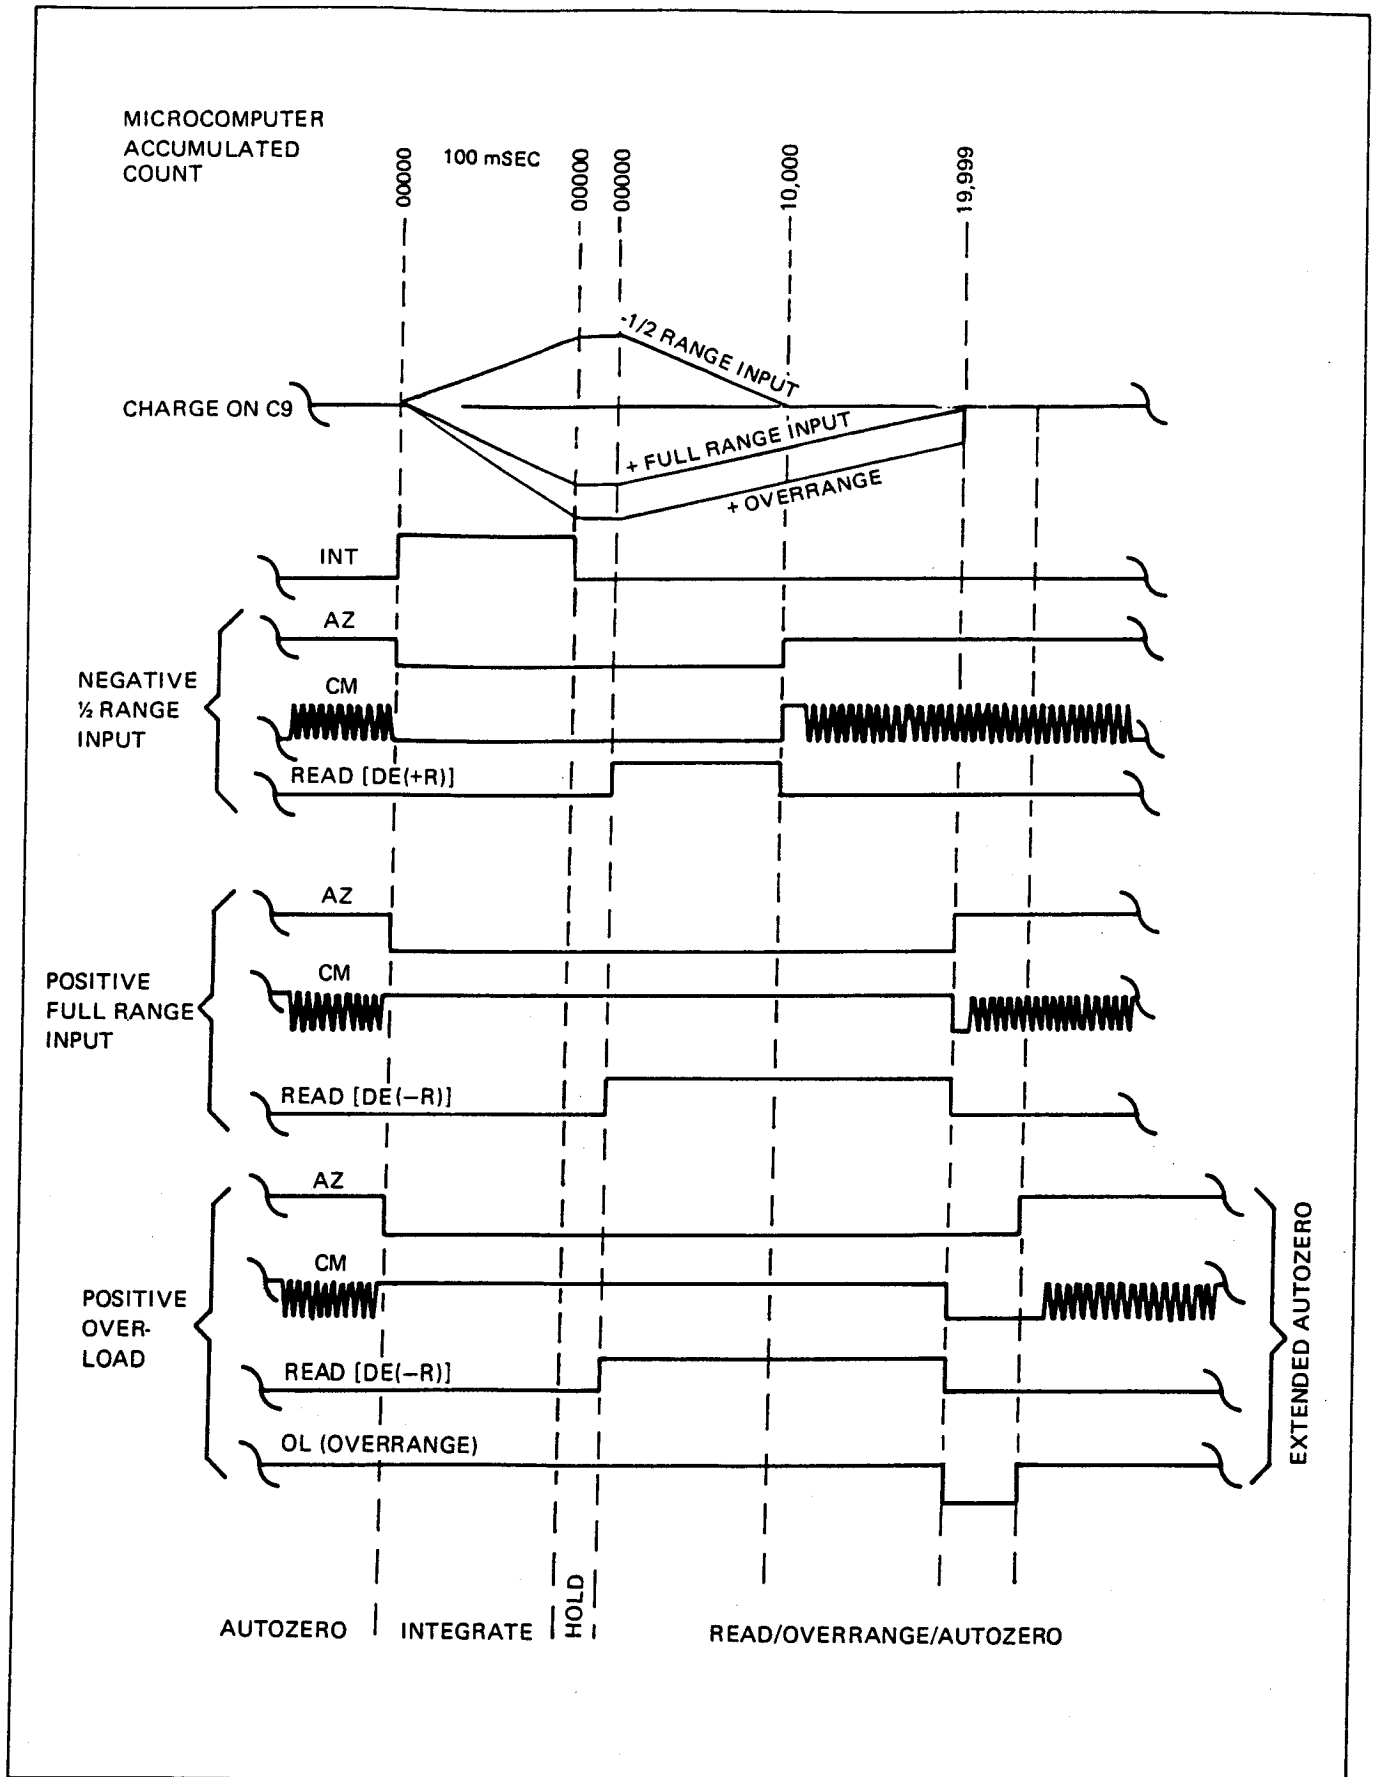 MICROCOMPUTER
ACCUMULATED
COUNT
00000
100 mSEC
00000
00000
10,000
19,999
-1/2 RANGE INPUT
CHARGE ON C9
+ FULL RANGE INPUT
+ OVERRANGE
INT
AZ
NEGATIVE
½ RANGE
INPUT
CM
READ [DE(+R)]
AZ
POSITIVE
FULL RANGE
INPUT
CM
READ [DE(−R)]
AZ
CM
POSITIVE
OVER-
LOAD
READ [DE(−R)]
OL (OVERRANGE)
EXTENDED AUTOZERO
AUTOZERO
INTEGRATE
HOLD
READ/OVERRANGE/AUTOZERO